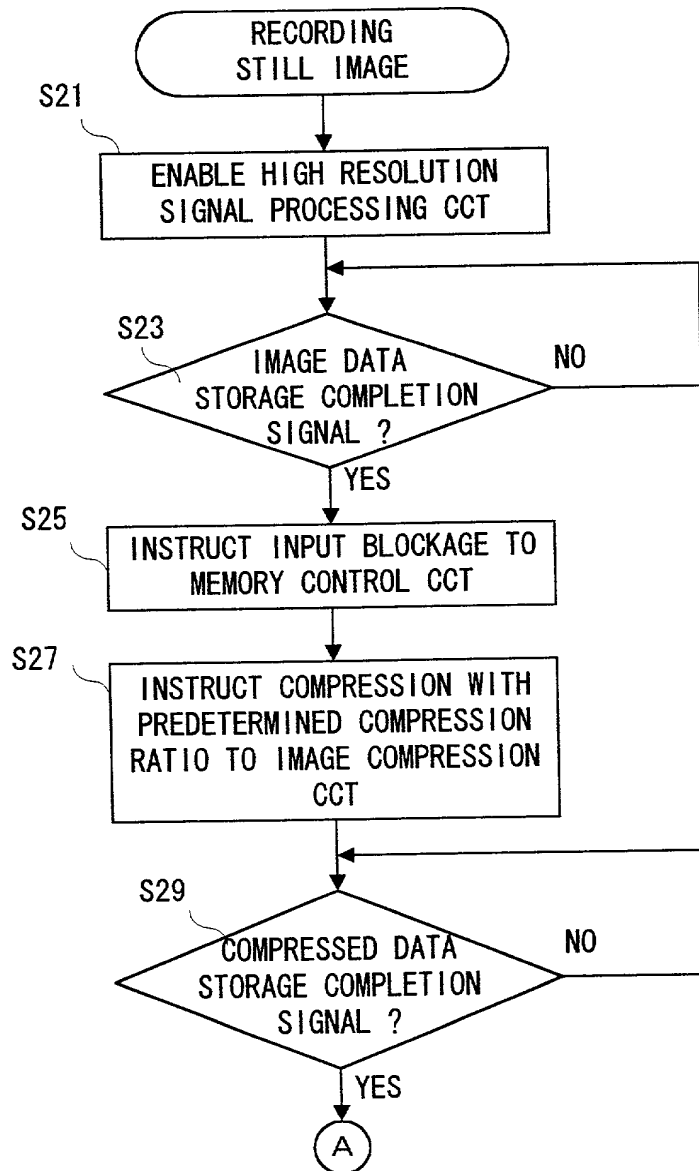 RECORDING
STILL IMAGE
S21
ENABLE HIGH RESOLUTION
SIGNAL PROCESSING CCT
S23
IMAGE DATA
STORAGE COMPLETION
SIGNAL ?
NO
YES
S25
INSTRUCT INPUT BLOCKAGE TO
MEMORY CONTROL CCT
S27
INSTRUCT COMPRESSION WITH
PREDETERMINED COMPRESSION
RATIO TO IMAGE COMPRESSION
CCT
S29
COMPRESSED DATA
STORAGE COMPLETION
SIGNAL ?
NO
YES
A